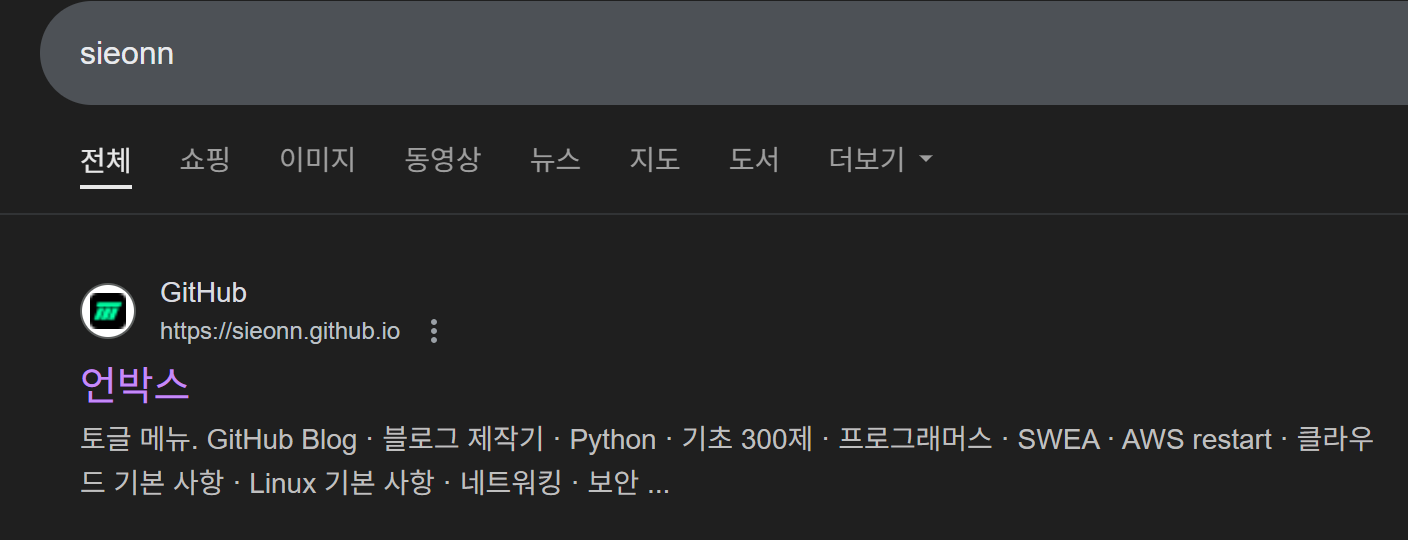 sieonn
전체 쇼핑 이미지 동영상 뉴스 지도 도서 더보기
GitHub
https://sieonn.github.io
언박스
토글 메뉴. GitHub Blog · 블로그 제작기 · Python · 기초 300제 · 프로그래머스 · SWEA · AWS restart · 클라우
드 기본 사항 · Linux 기본 사항 · 네트워킹 · 보안 ...